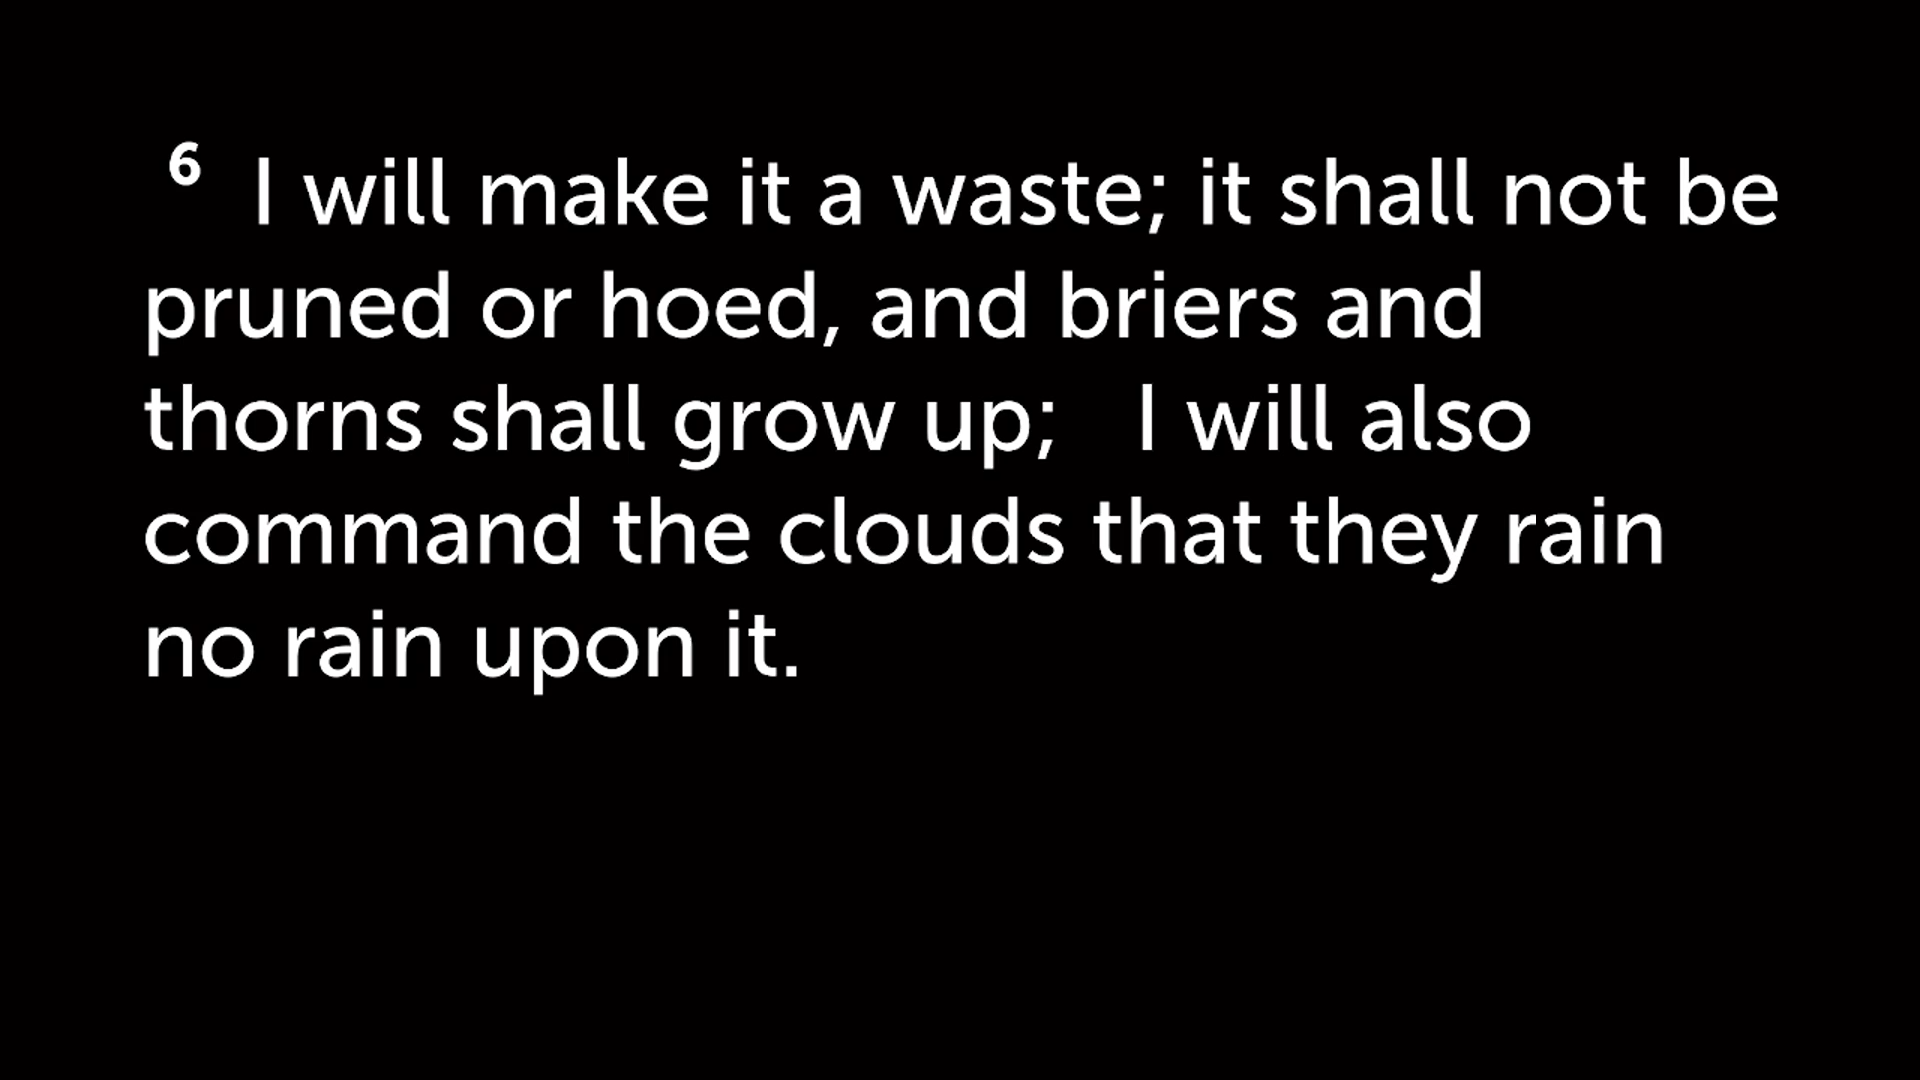 6 I will make it a waste; it shall not be
pruned or hoed, and briers and
thorns shall grow up; I will also
command the clouds that they rain
no rain upon it.